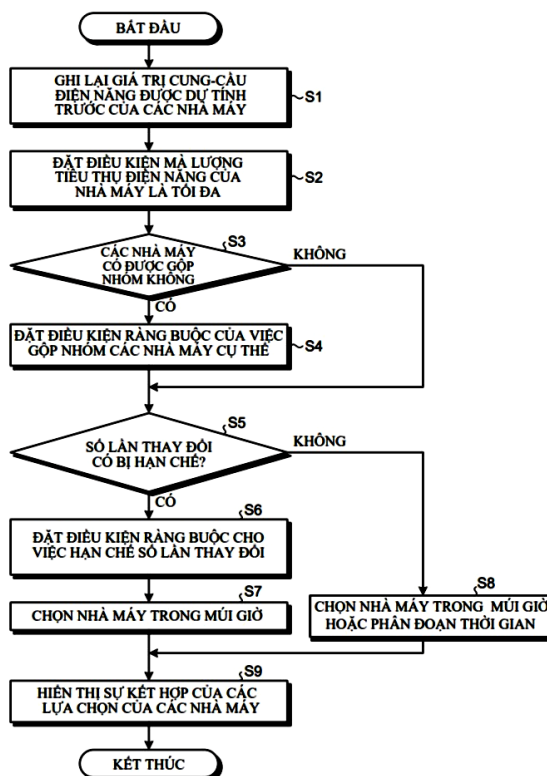 BẮT ĐẦU
GHI LẠI GIÁ TRỊ CUNG-CẦU
ĐIỆN NĂNG ĐƯỢC DỰ TÍNH
TRƯỚC CỦA CÁC NHÀ MÁY
S1
ĐẶT ĐIỀU KIỆN MÀ LƯỢNG
TIÊU THỤ ĐIỆN NĂNG CỦA
NHÀ MÁY LÀ TỐI ĐA
S2
S3
CÁC NHÀ MÁY
CÓ ĐƯỢC GỘP
NHÓM KHÔNG
KHÔNG
CÓ
ĐẶT ĐIỀU KIỆN RÀNG BUỘC CỦA VIỆC
GỘP NHÓM CÁC NHÀ MÁY CỤ THỂ
S4
S5
SỐ LẦN THAY ĐỔI
CÓ BỊ HẠN CHẾ?
KHÔNG
CÓ
S6
ĐẶT ĐIỀU KIỆN RÀNG BUỘC CHO
VIỆC HẠN CHẾ SỐ LẦN THAY ĐỔI
S7
CHỌN NHÀ MÁY TRONG MÚI GIỜ
S8
CHỌN NHÀ MÁY TRONG MÚI GIỜ
HOẶC PHÂN ĐOẠN THỜI GIAN
S9
HIỂN THỊ SỰ KẾT HỢP CỦA CÁC
LỰA CHỌN CỦA CÁC NHÀ MÁY
KẾT THÚC